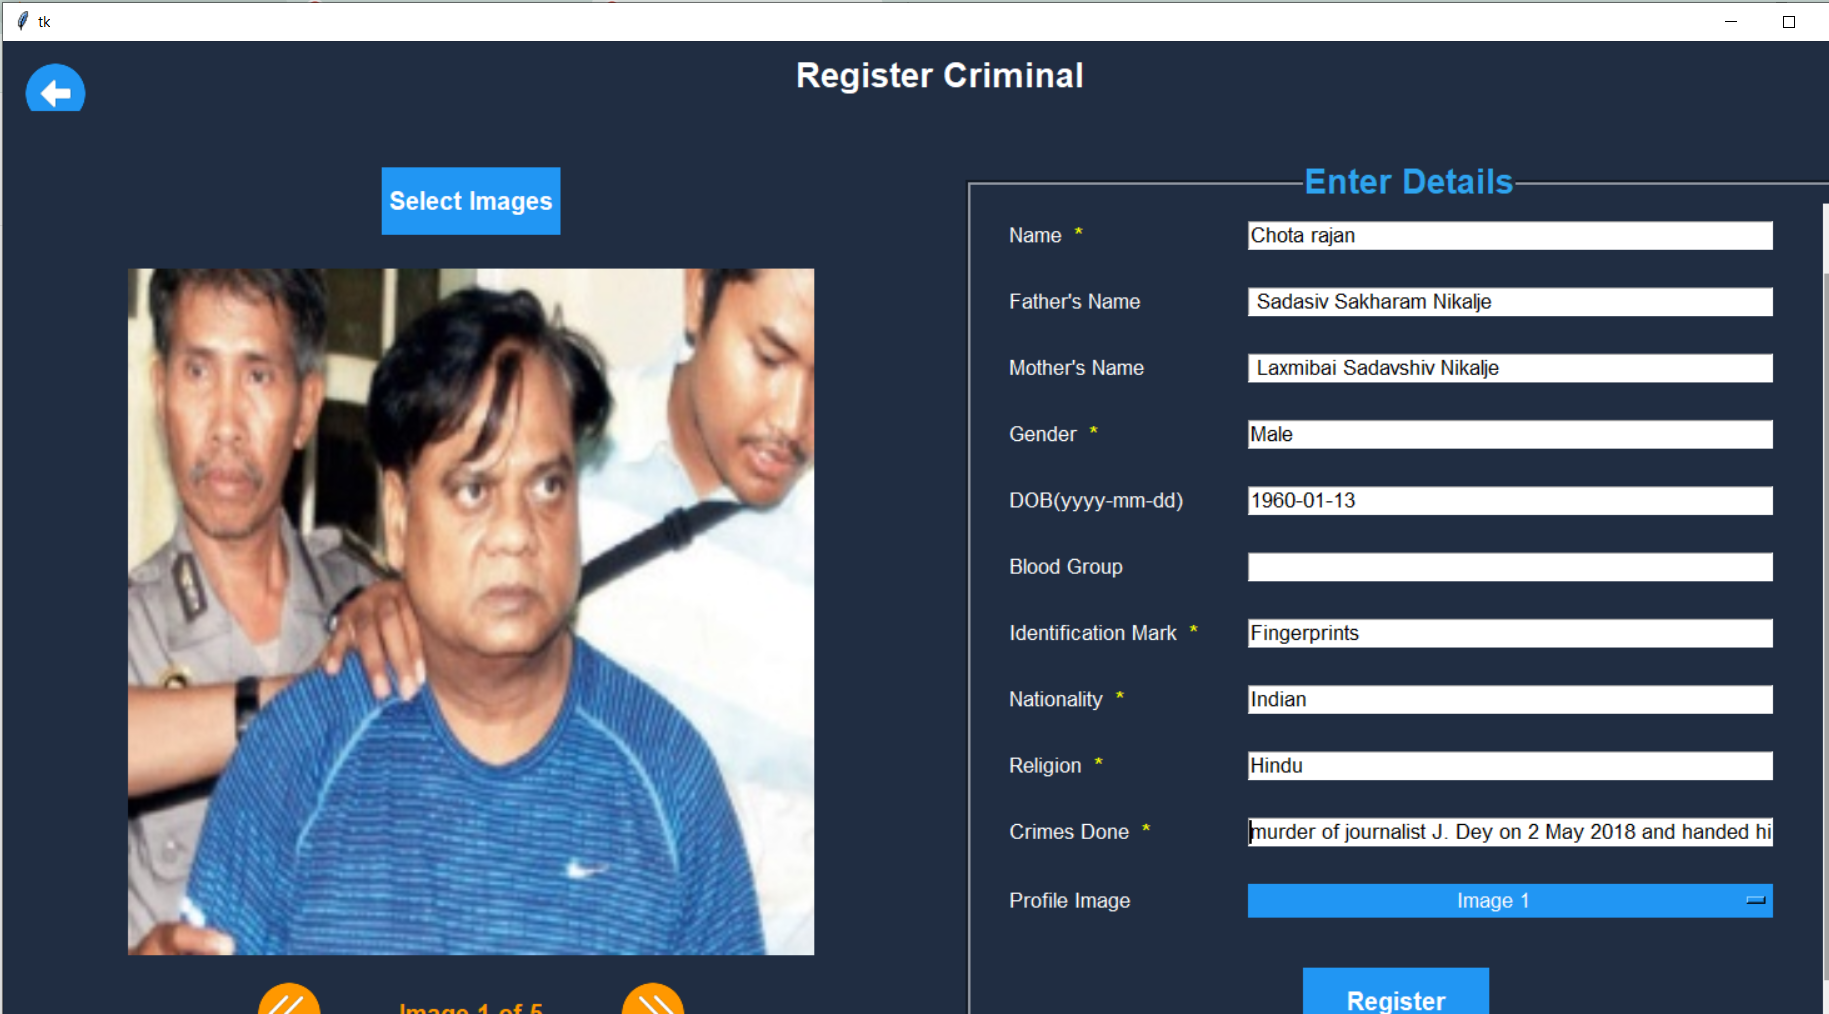 tk
Register Criminal
Select Images
Enter Details
Name *
Chota rajan
Father's Name
Sadasiv Sakharam Nikalje
Mother's Name
Laxmibai Sadavshiv Nikalje
Gender *
Male
DOB(yyyy-mm-dd)
1960-01-13
Blood Group
Identification Mark *
Fingerprints
Nationality *
Indian
Religion *
Hindu
Crimes Done *
murder of journalist J. Dey on 2 May 2018 and handed hi
Profile Image
Image 1
Image 1 of 5
Register